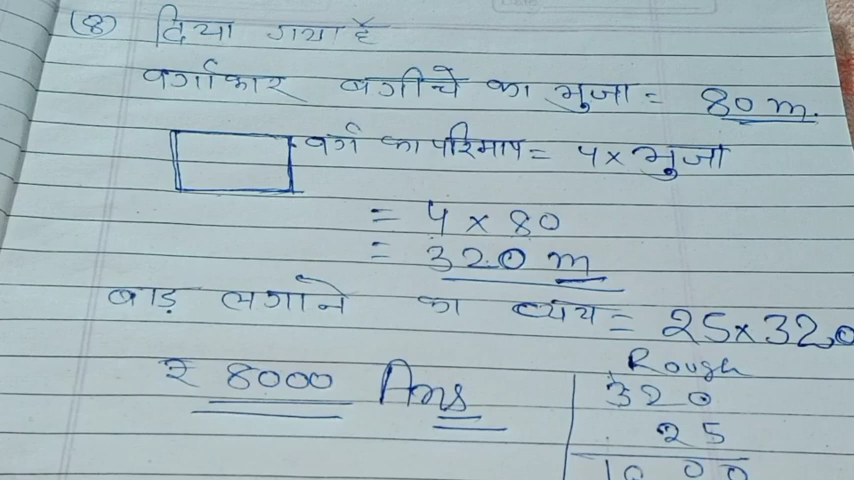 (8) दिया गया है
वर्गाकार बगीचे का भुजा = 80 m.
वर्ग का परिमाप = 4 × भुजा
= 4 × 80
= 320 m
बाड़ लगाने का व्यय = 25 × 320
₹ 8000 Ans
Rough
320
25
1000